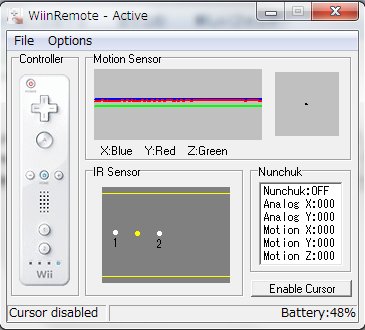 WiinRemote - Active
File Options
Controller
Motion Sensor
X:Blue Y:Red Z:Green
IR Sensor
1 2
Nunchuk
Nunchuk:OFF
Analog X:000
Analog Y:000
Motion X:000
Motion Y:000
Motion Z:000
Wii
Enable Cursor
Cursor disabled
Battery:48%